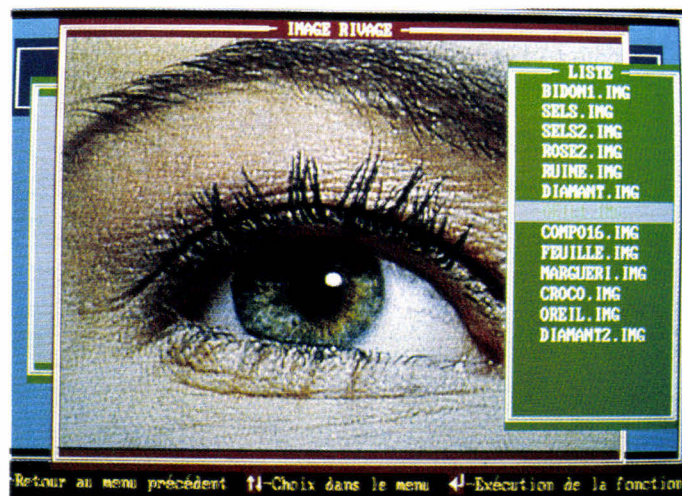 IMAGE RIVAGE
LISTE
BIDOM1.IMG
SELS.IMG
SELS2.IMG
ROSE2.IMG
RUINE.IMG
DIAMANT.IMG
COMPO16.IMG
FEUILLE.IMG
MARGUERI.IMG
CROCO.IMG
OREIL.IMG
DIAMANT2.IMG
-Retour au menu précédent ↑↓-Choix dans le menu ↵-Exécution de la fonction